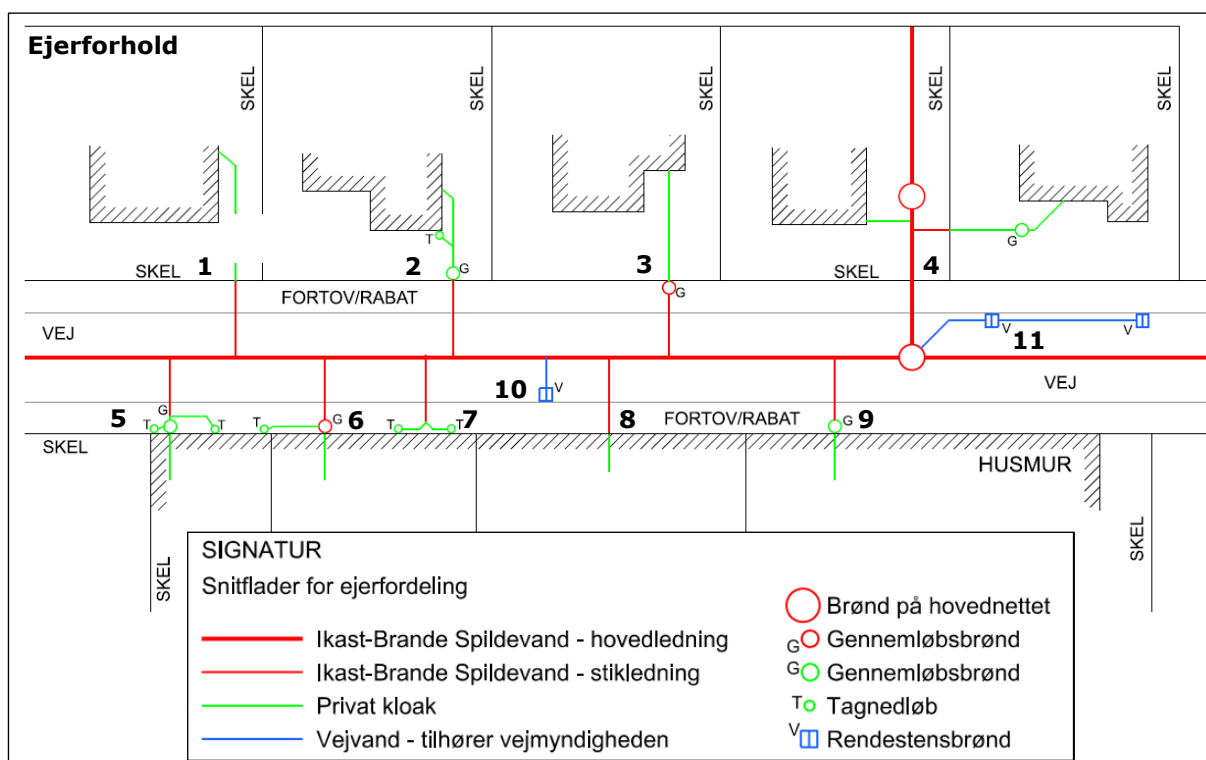 Ejerforhold
SKEL
SKEL
SKEL
SKEL
SKEL
T
G
G
SKEL
1
2
G
3
SKEL
4
FORTOV/RABAT
G
VEJ
V
11
V
10
V
VEJ
5
G
T
T
T
G
6
T
T
7
8
FORTOV/RABAT
G
9
SKEL
HUSMUR
SKEL
SKEL
SIGNATUR
Snitflader for ejerfordeling
Ikast-Brande Spildevand - hovedledning
Ikast-Brande Spildevand - stikledning
Privat kloak
Vejvand - tilhører vejmyndigheden
Brønd på hovednettet
G Gennemløbsbrønd
G Gennemløbsbrønd
T Tagnedløb
V Rendestensbrønd